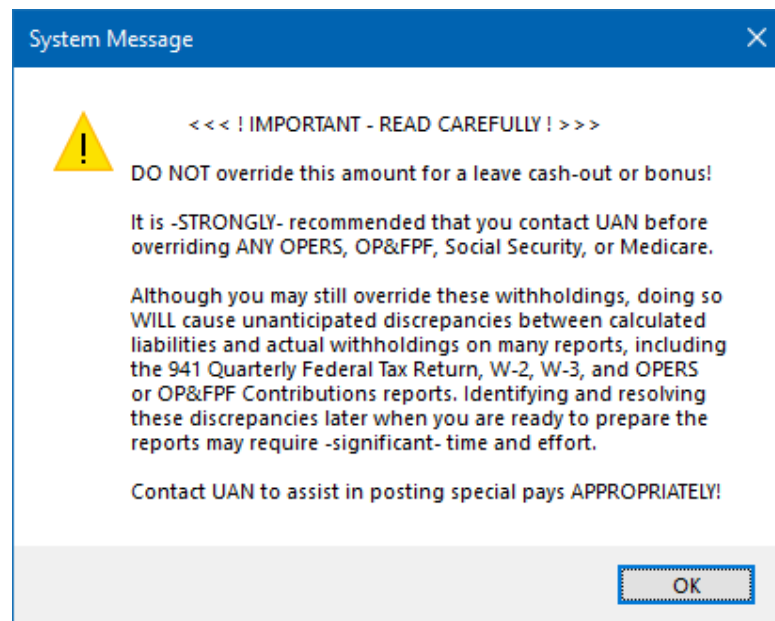 System Message
<<< ! IMPORTANT - READ CAREFULLY ! >>>
DO NOT override this amount for a leave cash-out or bonus!
It is -STRONGLY- recommended that you contact UAN before
overriding ANY OPERS, OP&FPF, Social Security, or Medicare.
Although you may still override these withholdings, doing so
WILL cause unanticipated discrepancies between calculated
liabilities and actual withholdings on many reports, including
the 941 Quarterly Federal Tax Return, W-2, W-3, and OPERS
or OP&FPF Contributions reports. Identifying and resolving
these discrepancies later when you are ready to prepare the
reports may require -significant- time and effort.
Contact UAN to assist in posting special pays APPROPRIATELY!
OK